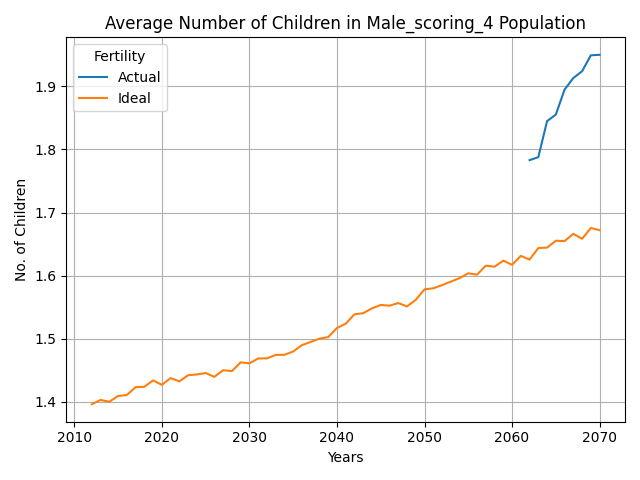 Average Number of Children in Male_scoring_4 Population
Fertility
Actual
Ideal
No. of Children
1.9
1.8
1.7
1.6
1.5
1.4
2010 2020 2030 2040 2050 2060 2070
Years